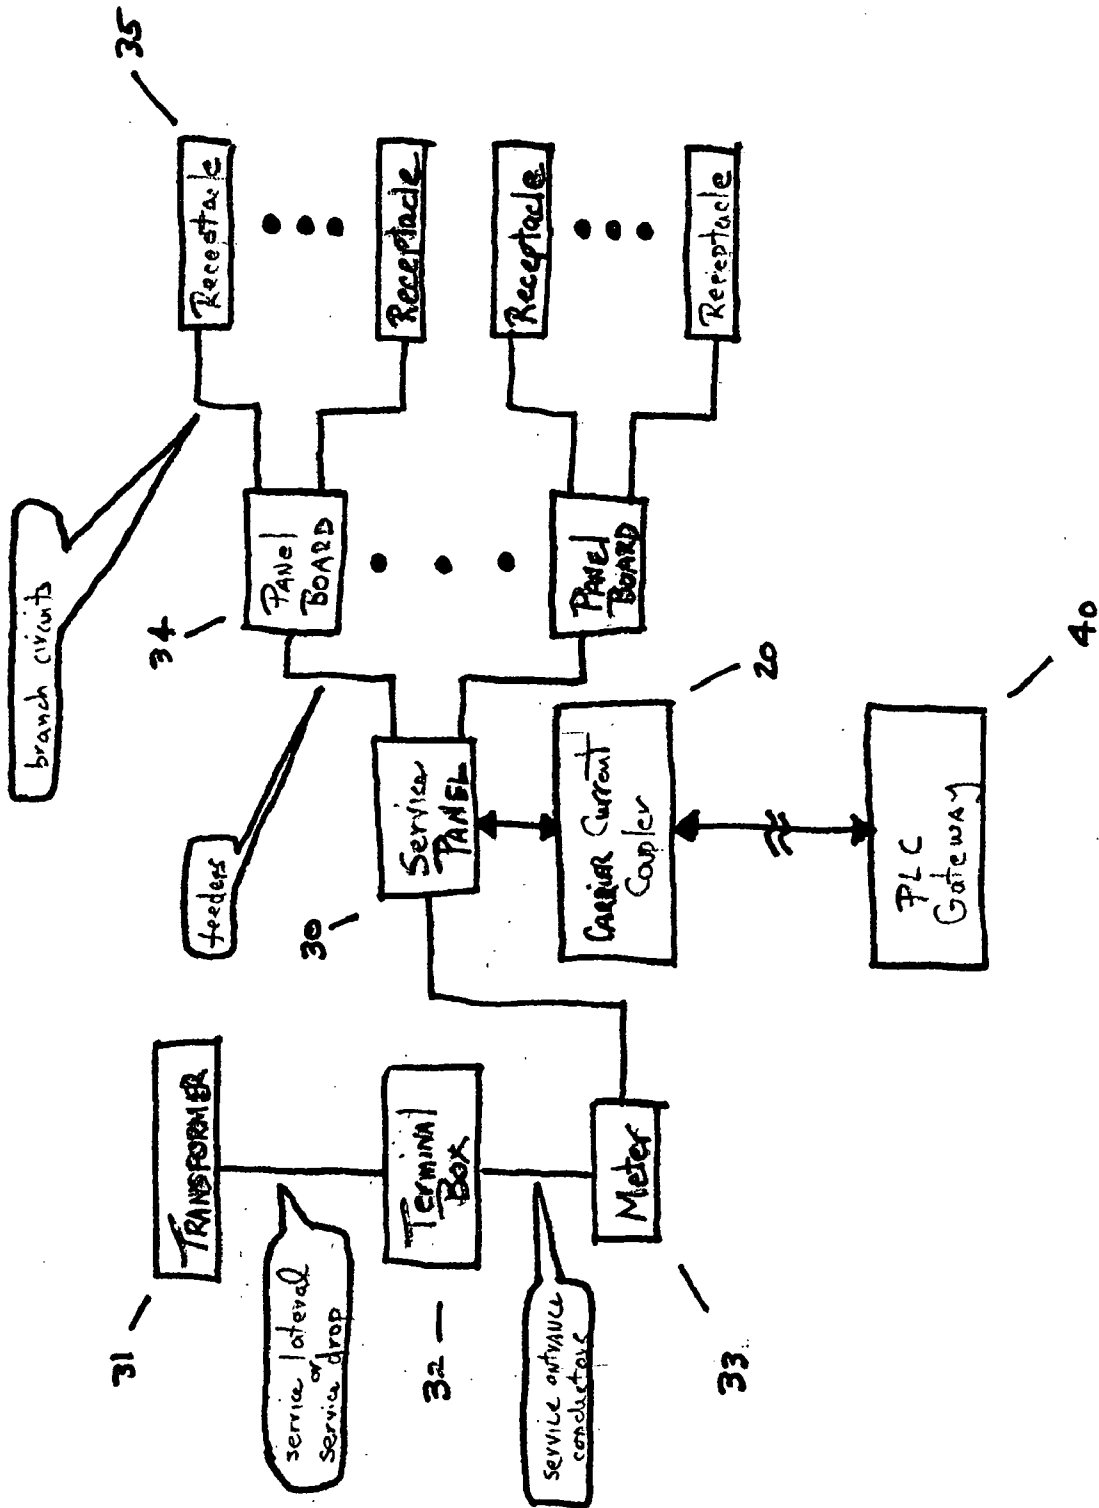 31
TRANSFORMER
service lateral
or
service drop
32
Terminal
Box
service entrance
conductors
Meter
33
branch circuits
feeders
30
Service
PANEL
CARRIER Current
Coupler
20
PLC
Gateway
40
34
PANel
BOARD
PANEl
BOARD
35
Receptacle
Receptacle
Receptacle
Receptacle